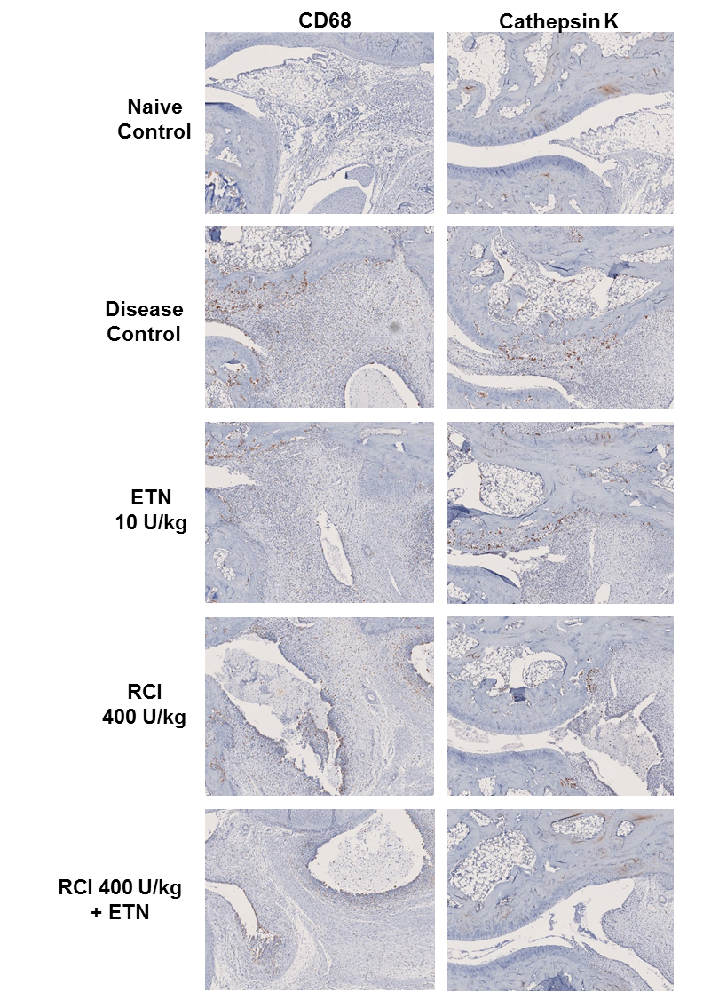 CD68
Cathepsin K
Naive
Control
Disease
Control
ETN
10 U/kg
RCI
400 U/kg
RCI 400 U/kg
+ ETN